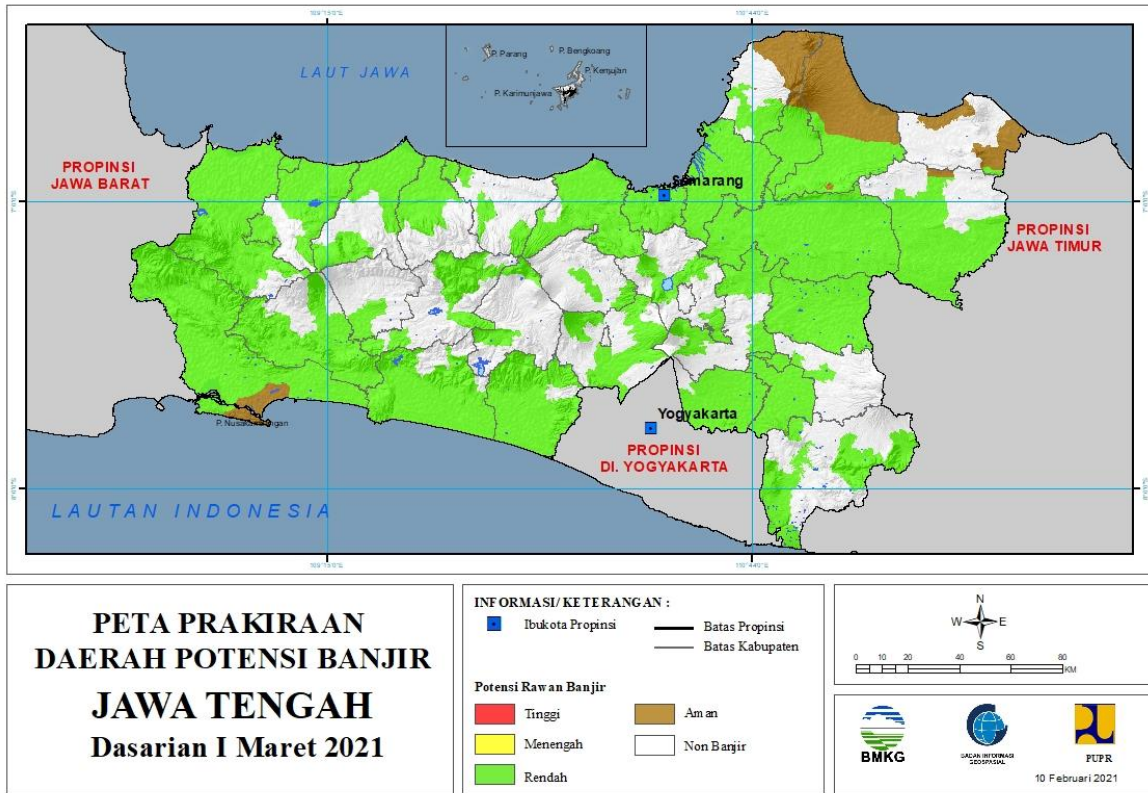 P. Parang
P. Bengkoang
P. Kemujan
P. Karimunjawa
LAUT JAWA
PROPINSI
JAWA BARAT
Semarang
PROPINSI
JAWA TIMUR
Yogyakarta
PROPINSI
DI. YOGYAKARTA
LAUTAN INDONESIA
PETA PRAKIRAAN
DAERAH POTENSI BANJIR
JAWA TENGAH
Dasarian I Maret 2021
INFORMASI/ KETERANGAN :
Ibukota Propinsi
Batas Propinsi
Batas Kabupaten
Potensi Rawan Banjir
Tinggi
Menengah
Rendah
Aman
Non Banjir
N
W E
S
0 10 20 40 60 80
KM
BMKG
BADAN INFORMASI
GEOSPASIAL
PUPR
10 Februari 2021